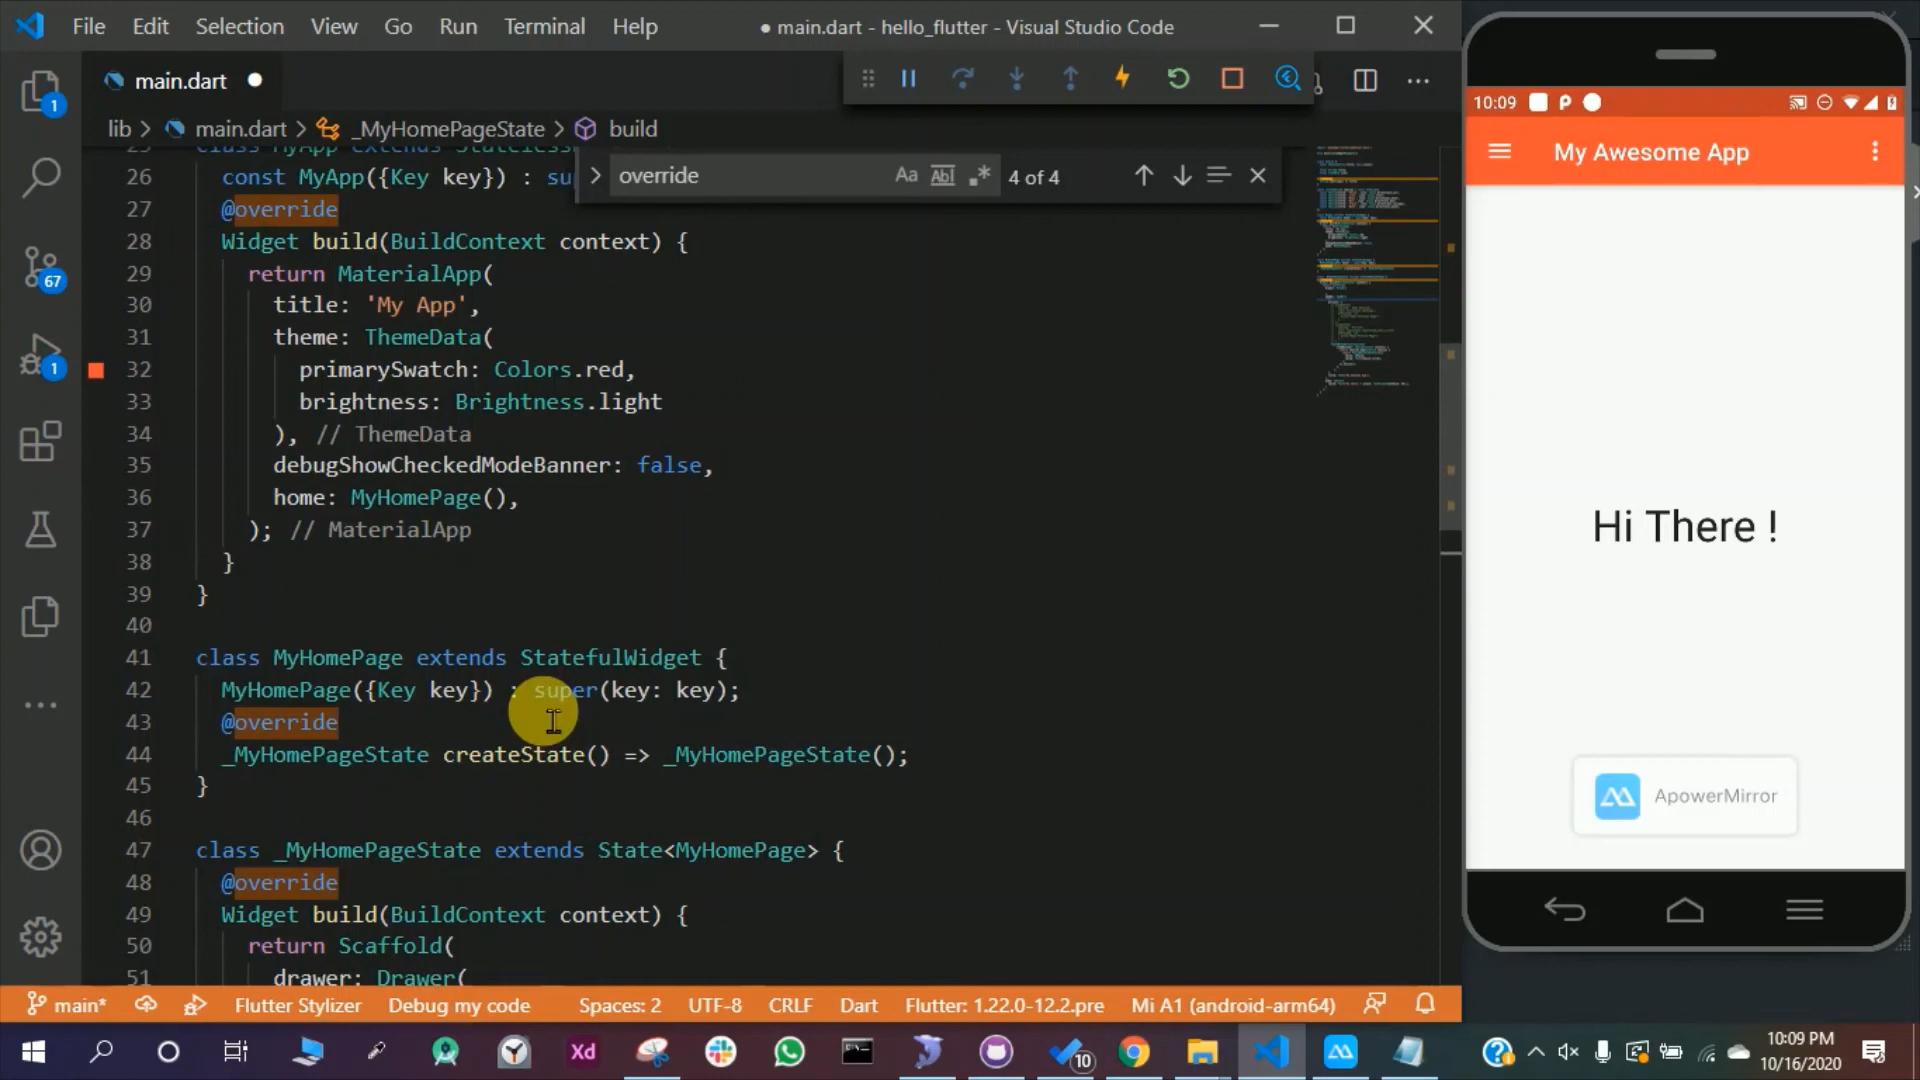 File Edit Selection View Go Run Terminal Help
● main.dart - hello_flutter - Visual Studio Code
main.dart
lib > main.dart > _MyHomePageState > build
override Aa Abl .* 4 of 4
26 const MyApp({Key key}) : su
27 @override
28 Widget build(BuildContext context) {
29 return MaterialApp(
30 title: 'My App',
31 theme: ThemeData(
32 primarySwatch: Colors.red,
33 brightness: Brightness.light
34 ), // ThemeData
35 debugShowCheckedModeBanner: false,
36 home: MyHomePage(),
37 ); // MaterialApp
38 }
39 }
40
41 class MyHomePage extends StatefulWidget {
42 MyHomePage({Key key}) : super(key: key);
43 @override
44 _MyHomePageState createState() => _MyHomePageState();
45 }
46
47 class _MyHomePageState extends State<MyHomePage> {
48 @override
49 Widget build(BuildContext context) {
50 return Scaffold(
51 drawer: Drawer(
1
67
1
10:09
My Awesome App
Hi There !
ApowerMirror
main* Flutter Stylizer Debug my code Spaces: 2 UTF-8 CRLF Dart Flutter: 1.22.0-12.2.pre Mi A1 (android-arm64)
Xd
10
10:09 PM
10/16/2020